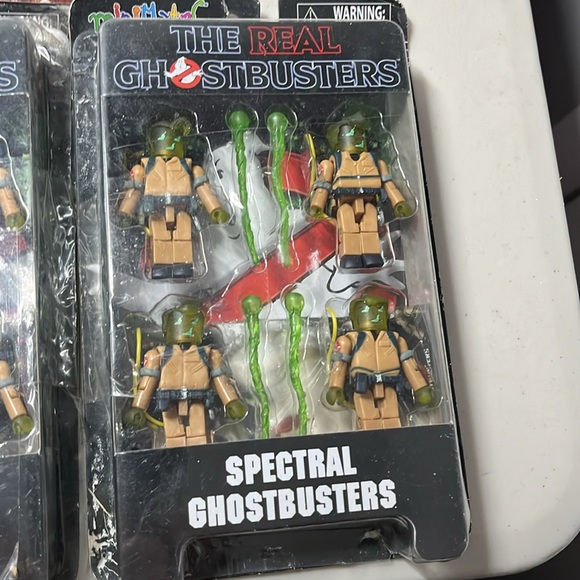 WARNING:
THE REAL
GHOSTBUSTERS
SPECTRAL
GHOSTBUSTERS